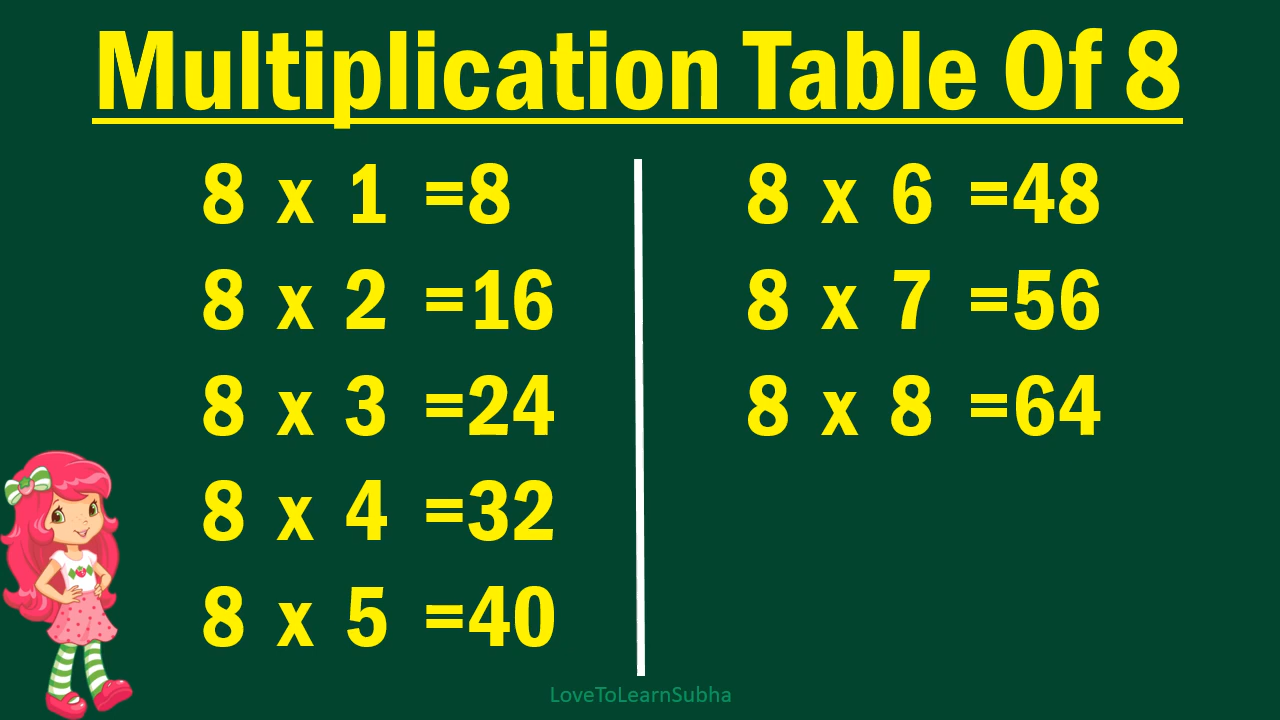 Multiplication Table Of 8
8 x 1 =8
8 x 2 =16
8 x 3 =24
8 x 4 =32
8 x 5 =40
8 x 6 =48
8 x 7 =56
8 x 8 =64
LoveToLearnSubha